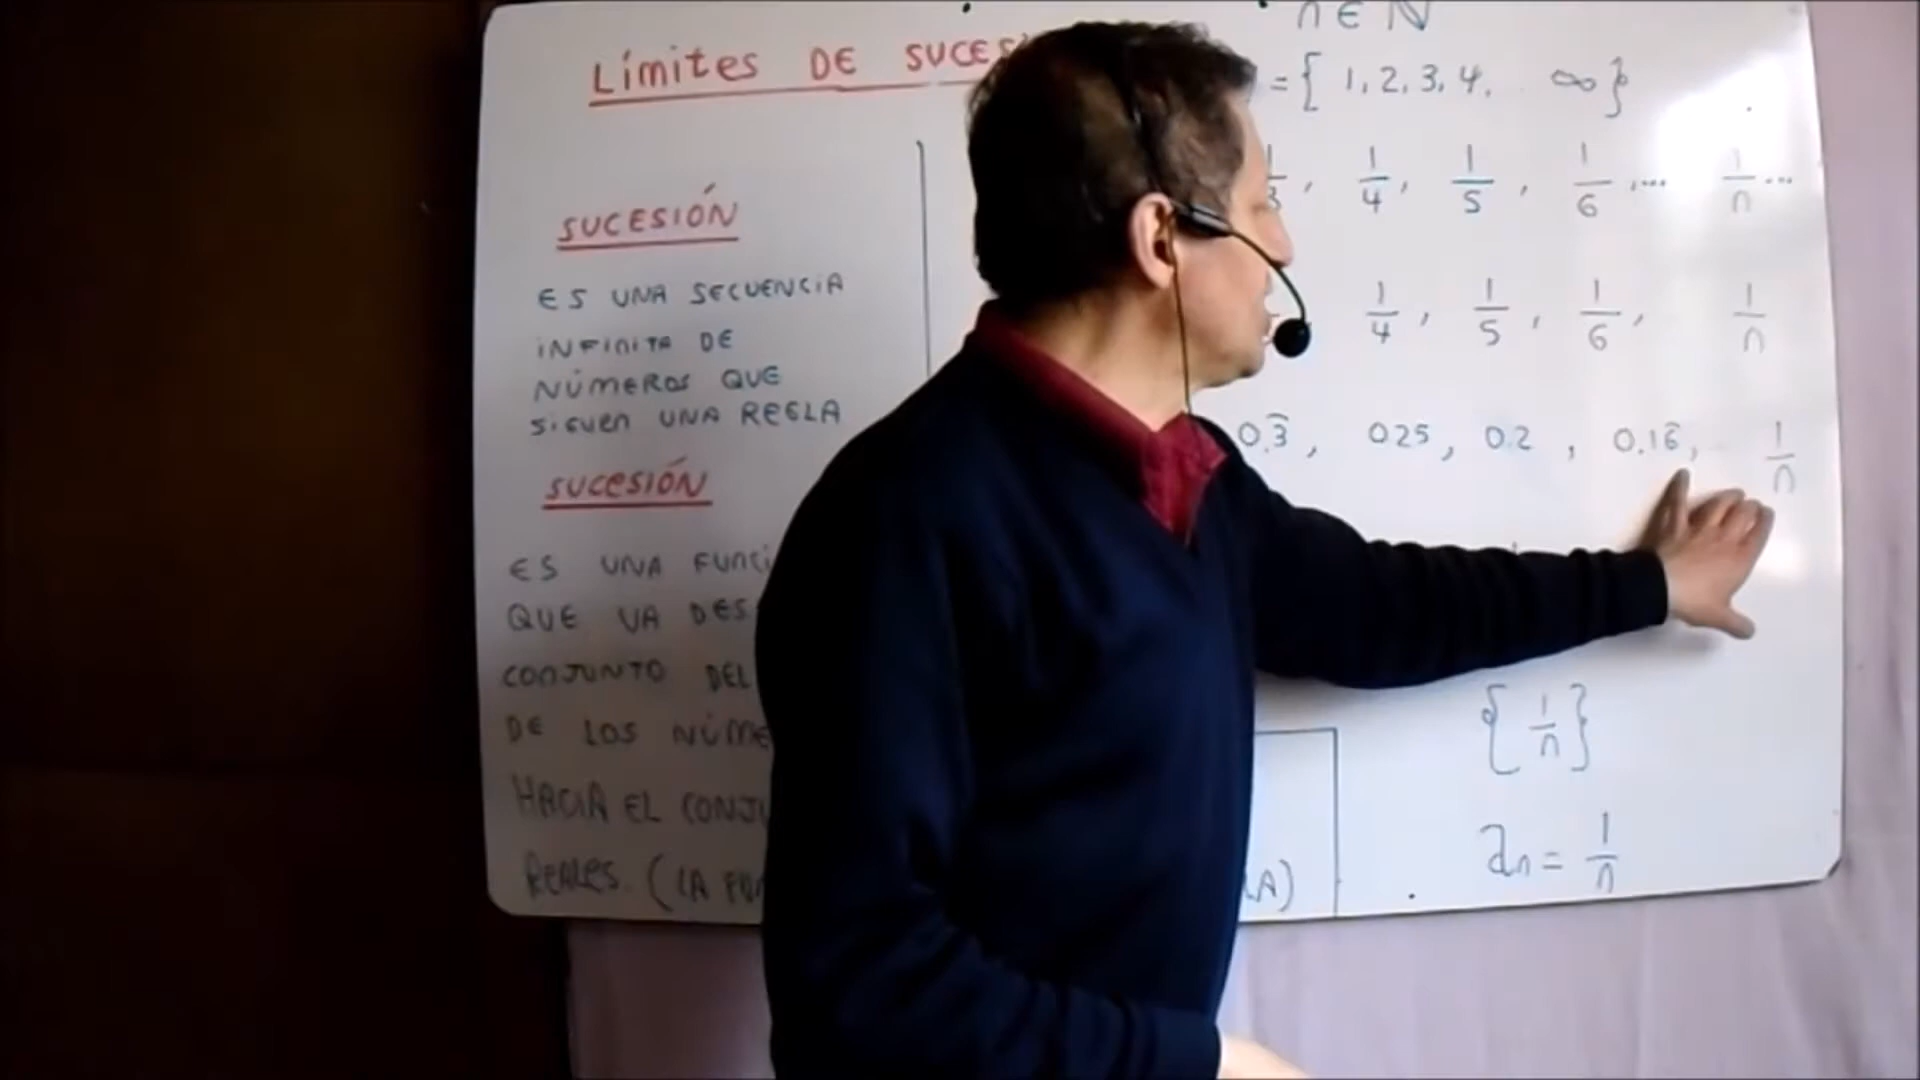 Límites DE SUCES
n ∈ ℕ
= { 1, 2, 3, 4, . ∞ }
1/3, 1/4, 1/5, 1/6, ... 1/n ...
SUCESIÓN
ES UNA SECUENCIA
INFINITA DE
NÚMEROS QUE
SIGUEN UNA REGLA
1/4, 1/5, 1/6, 1/n
0.3̅, 025, 0.2, 0.16̅, 1/n
SUCESIÓN
ES UNA FUNCI
QUE VA DES
CONJUNTO DEL
DE LOS NÚME
HACIA EL CONJU
REALES. (LA FU
A)
{ 1/n }
an = 1/n